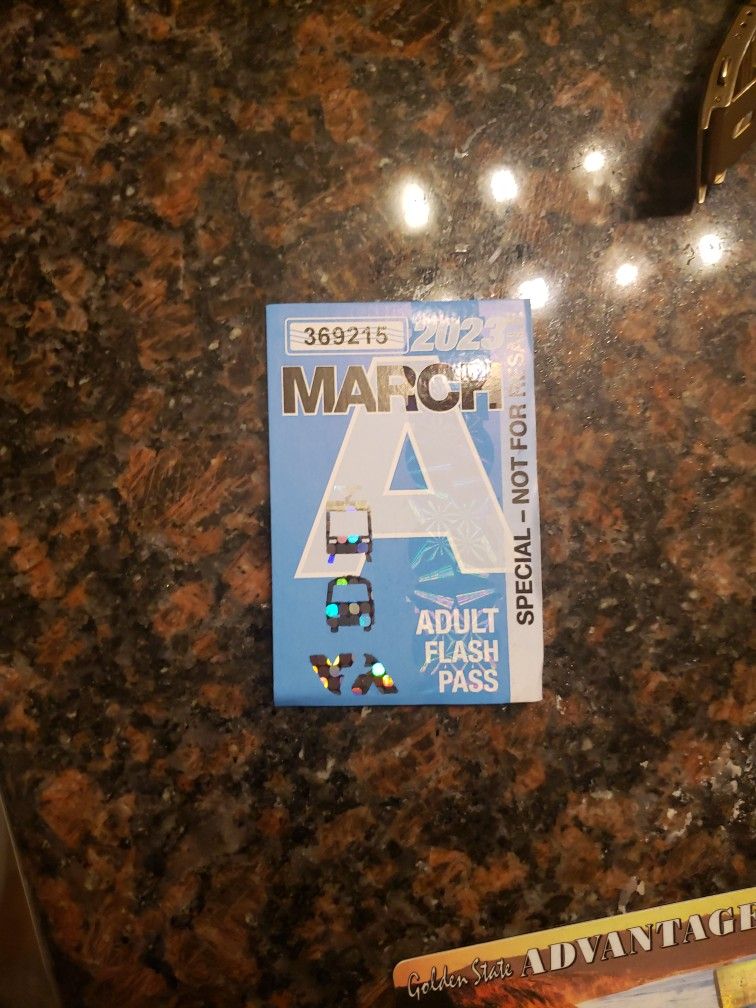 369215 2023
MARCH
A
ADULT
FLASH
PASS
SPECIAL – NOT FOR RESALE
Golden State ADVANTAGE